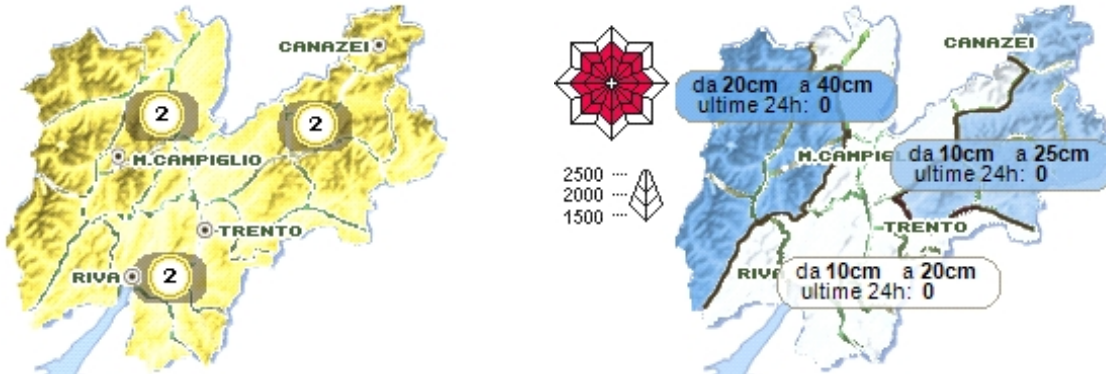 CANAZEI
2
2
M.CAMPIGLIO
TRENTO
RIVA
2
CANAZEI
da 20cm a 40cm
ultime 24h: 0
M.CAMPIGL
da 10cm a 25cm
ultime 24h: 0
2500
2000
1500
TRENTO
RIVA
da 10cm a 20cm
ultime 24h: 0